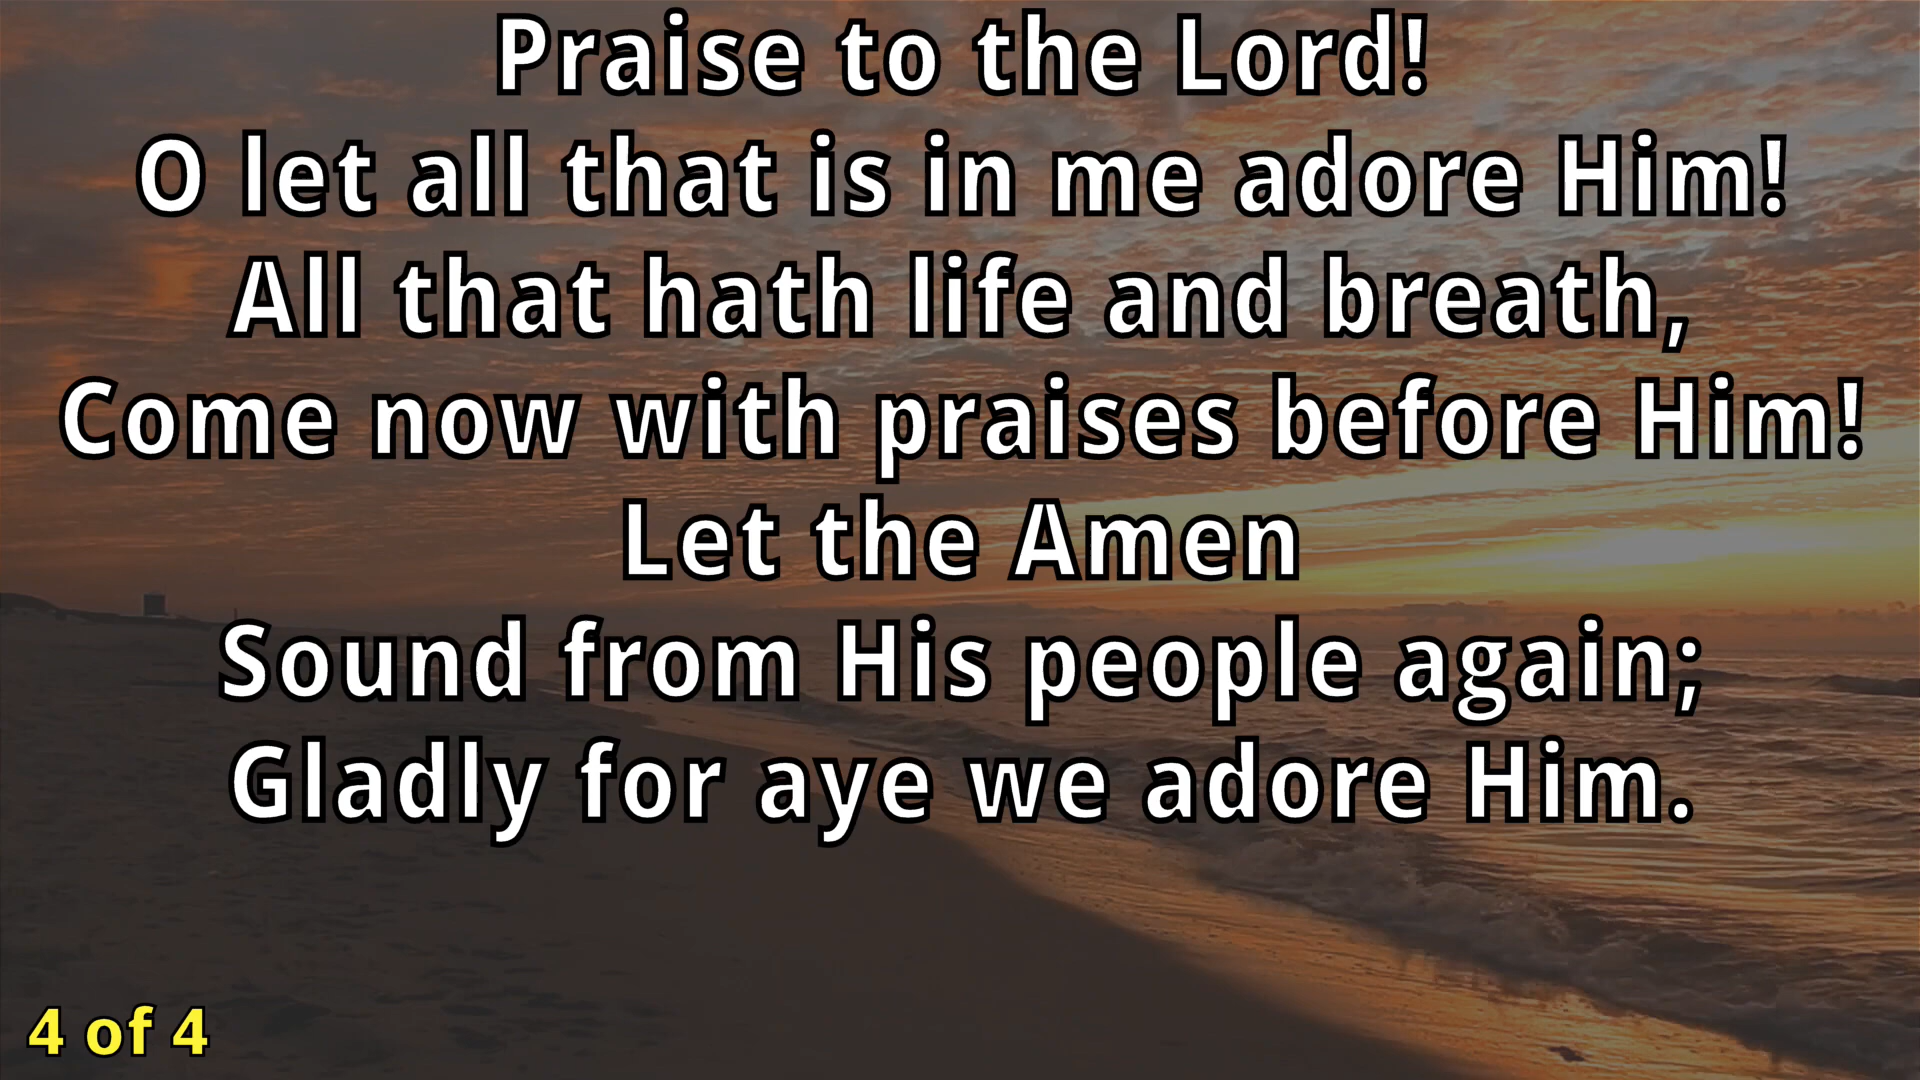 Praise to the Lord!
O let all that is in me adore Him!
All that hath life and breath,
Come now with praises before Him!
Let the Amen
Sound from His people again;
Gladly for aye we adore Him.
4 of 4